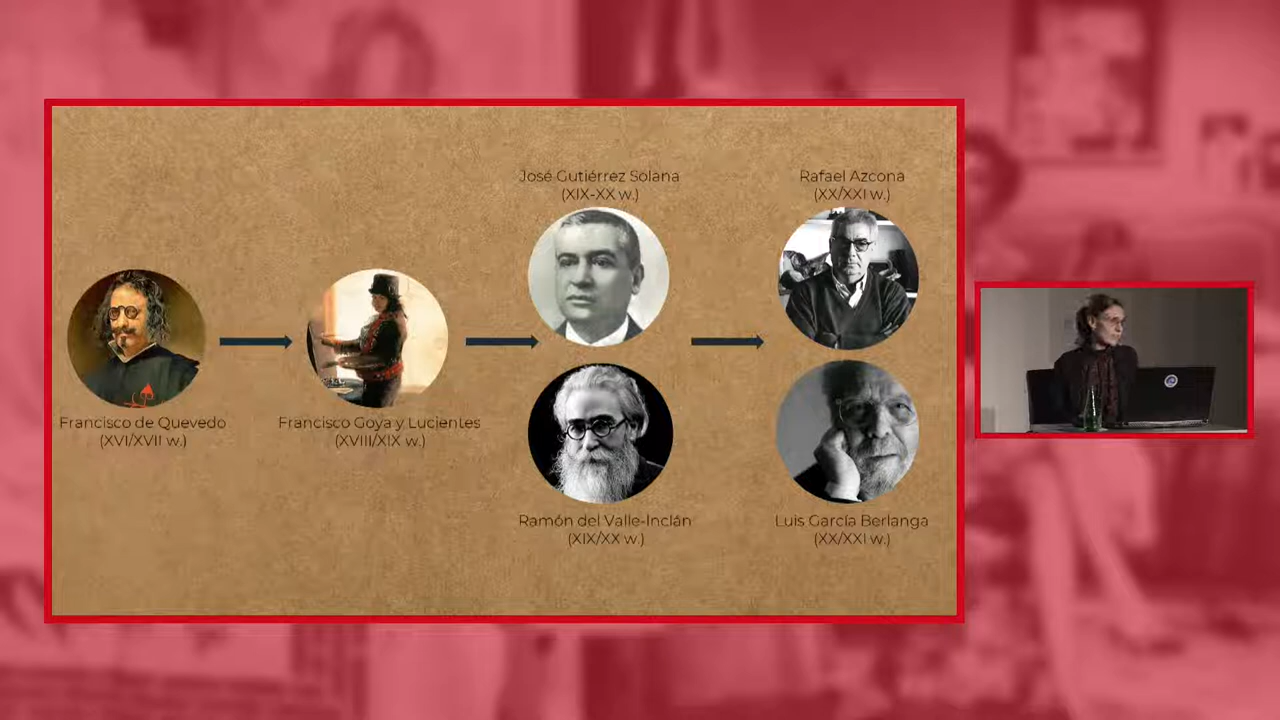 José Gutiérrez Solana
(XIX-XX w.)
Rafael Azcona
(XX/XXI w.)
Francisco de Quevedo
(XVI/XVII w.)
Francisco Goya y Lucientes
(XVIII/XIX w.)
Ramón del Valle-Inclán
(XIX/XX w.)
Luis García Berlanga
(XX/XXI w.)